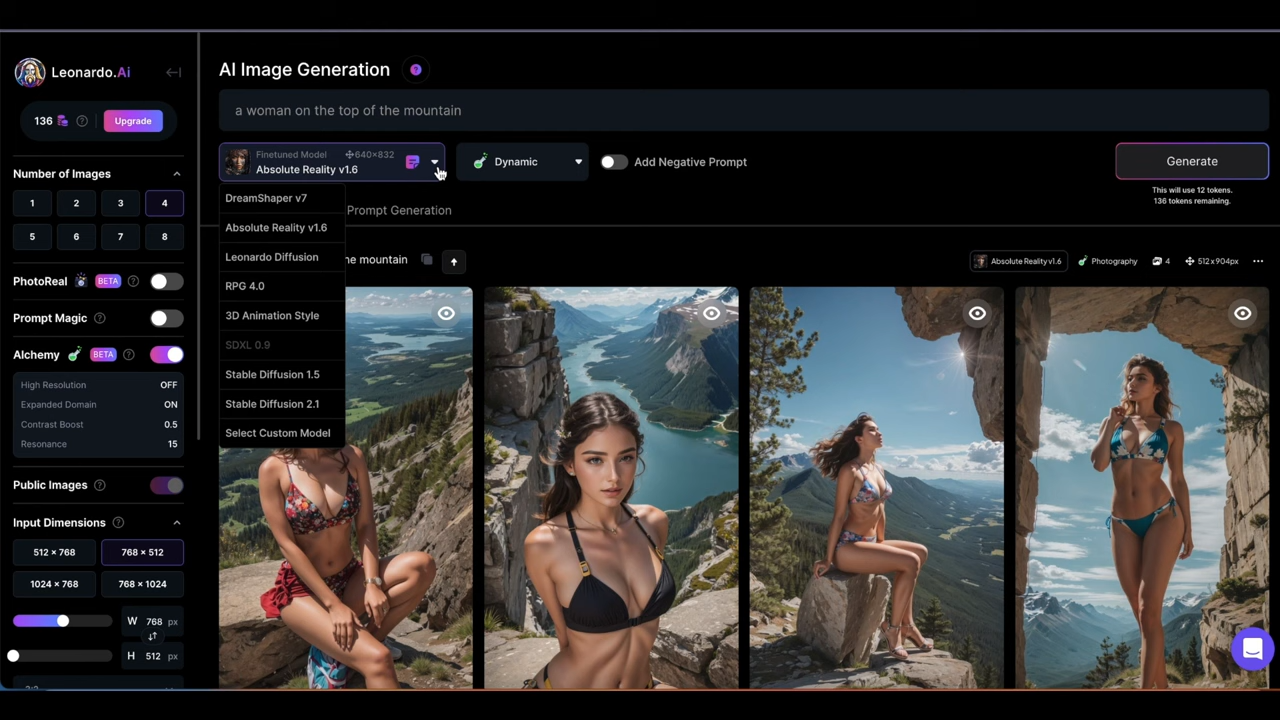 Leonardo.Ai
136
Upgrade
Number of Images
1 2 3 4
5 6 7 8
PhotoReal BETA
Prompt Magic
Alchemy BETA
High Resolution OFF
Expanded Domain ON
Contrast Boost 0.5
Resonance 15
Public Images
Input Dimensions
512 × 768 768 × 512
1024 × 768 768 × 1024
W 768 px
H 512 px
AI Image Generation
a woman on the top of the mountain
Finetuned Model 640×832
Absolute Reality v1.6
Dynamic
Add Negative Prompt
Generate
This will use 12 tokens.
136 tokens remaining.
Prompt Generation
DreamShaper v7
Absolute Reality v1.6
Leonardo Diffusion
RPG 4.0
3D Animation Style
SDXL 0.9
Stable Diffusion 1.5
Stable Diffusion 2.1
Select Custom Model
he mountain
Absolute Reality v1.6 Photography 4 512x904px